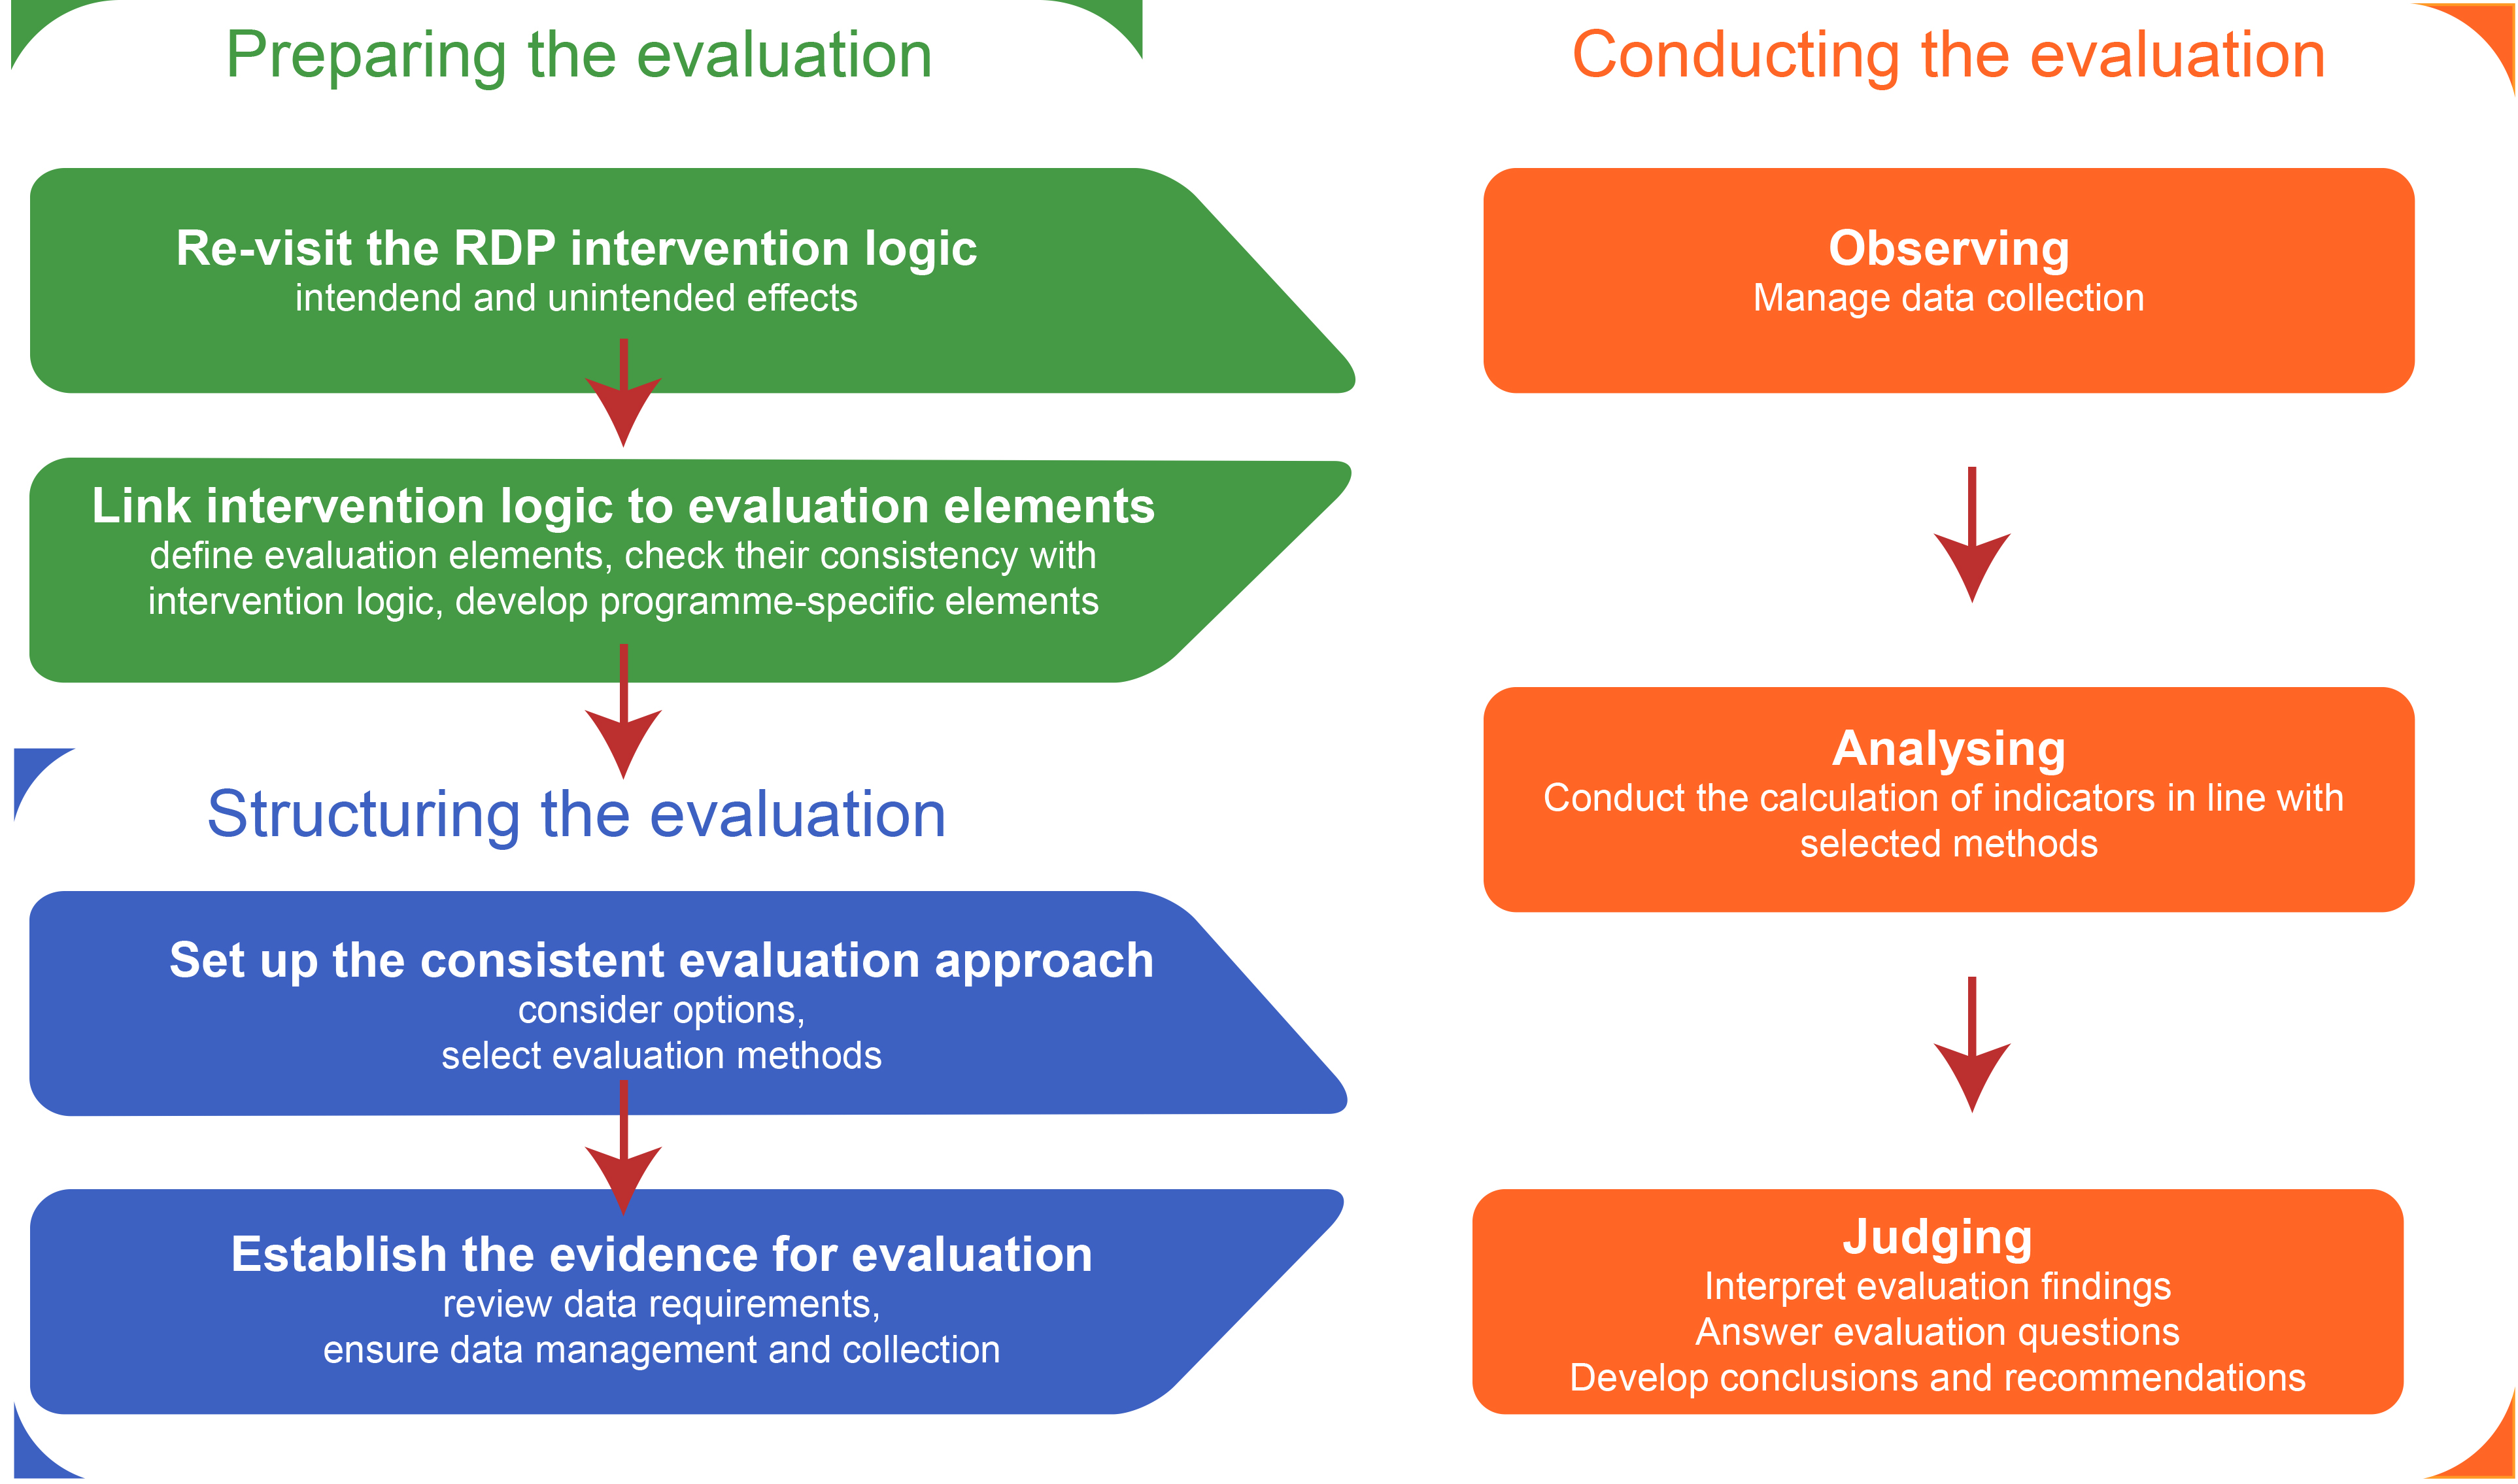 Preparing the evaluation
Re-visit the RDP intervention logic
intendend and unintended effects
Link intervention logic to evaluation elements
define evaluation elements, check their consistency with
intervention logic, develop programme-specific elements
Structuring the evaluation
Set up the consistent evaluation approach
consider options,
select evaluation methods
Establish the evidence for evaluation
review data requirements,
ensure data management and collection
Conducting the evaluation
Observing
Manage data collection
Analysing
Conduct the calculation of indicators in line with
selected methods
Judging
Interpret evaluation findings
Answer evaluation questions
Develop conclusions and recommendations